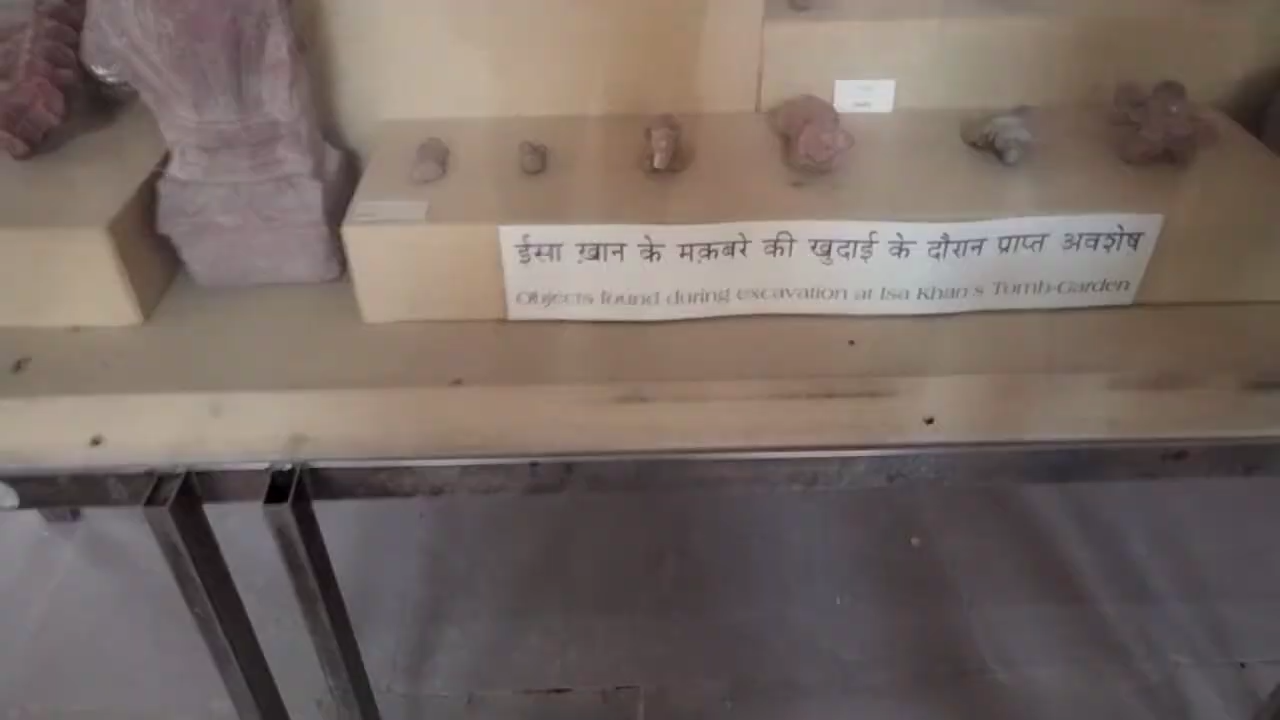 ईसा ख़ान के मक़बरे की खुदाई के दौरान प्राप्त अवशेष
Objects found during excavation at Isa Khan's Tomb-Garden